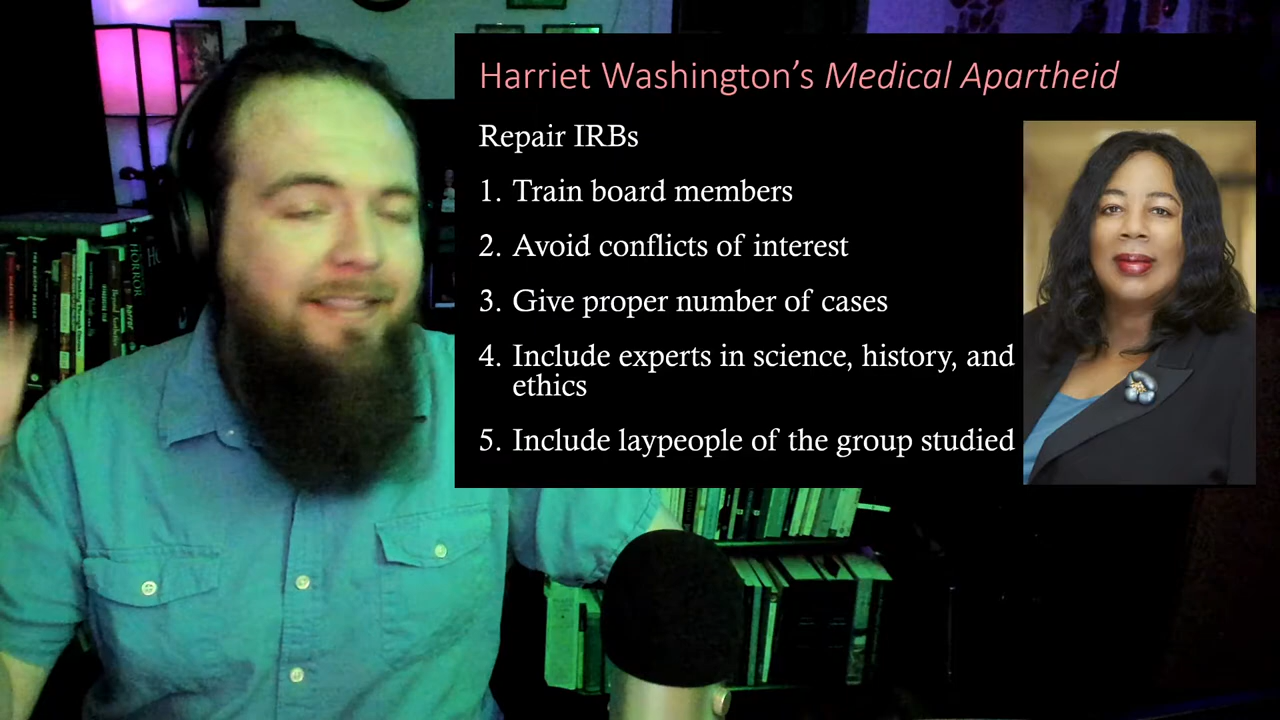 Harriet Washington's Medical Apartheid
Repair IRBs
1. Train board members
2. Avoid conflicts of interest
3. Give proper number of cases
4. Include experts in science, history, and
ethics
5. Include laypeople of the group studied
HORROR